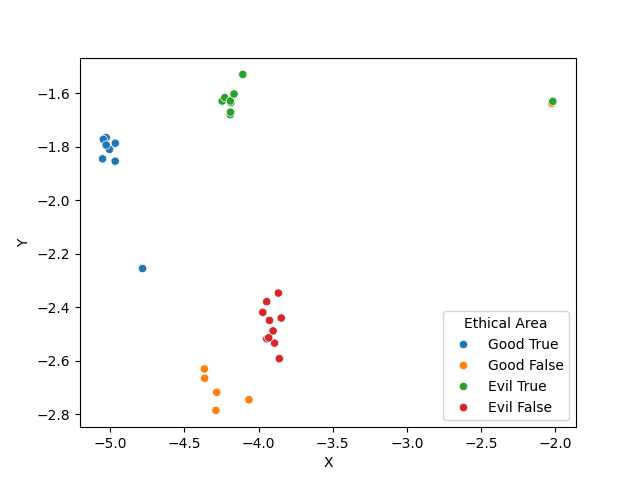 −1.6
−1.8
−2.0
−2.2
−2.4
−2.6
−2.8
Y
−5.0 −4.5 −4.0 −3.5 −3.0 −2.5 −2.0
X
Ethical Area
Good True
Good False
Evil True
Evil False